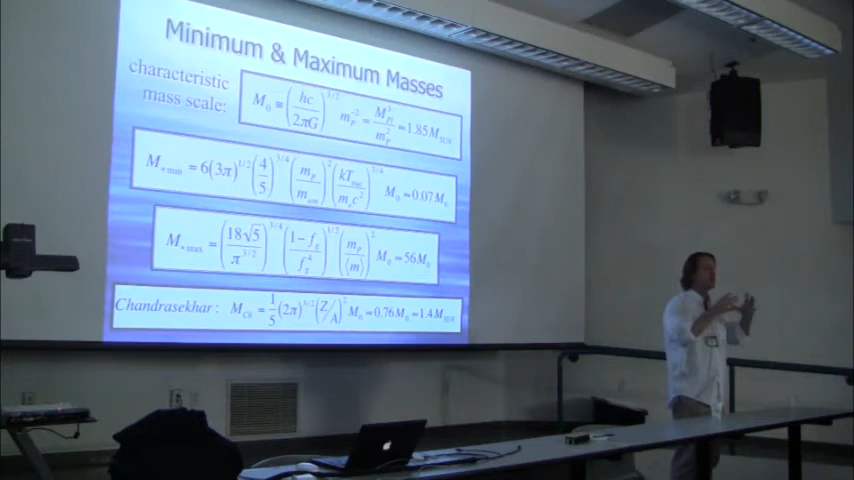 Minimum & Maximum Masses
characteristic
mass scale:
M₀ ≡ (hc / 2πG)^3/2 m_P^-2 = M_Pl^3 / m_P^2 ≈ 1.85 M_SUN
M_*min = 6(3π)^1/2 (4/5)^3/4 (m_P / m_ion)^2 (kT_nuc / m_e c^2)^3/4 M₀ ≈ 0.07 M₀
M_*max = (18√5 / π^3/2)^3/4 (1 − f_g / f_g^4)^1/2 (m_P / ⟨m⟩)^2 M₀ ≈ 56 M₀
Chandrasekhar: M_Ch = 1/5 (2π)^3/2 (Z/A)^2 M₀ ≈ 0.76 M₀ ≈ 1.4 M_SUN